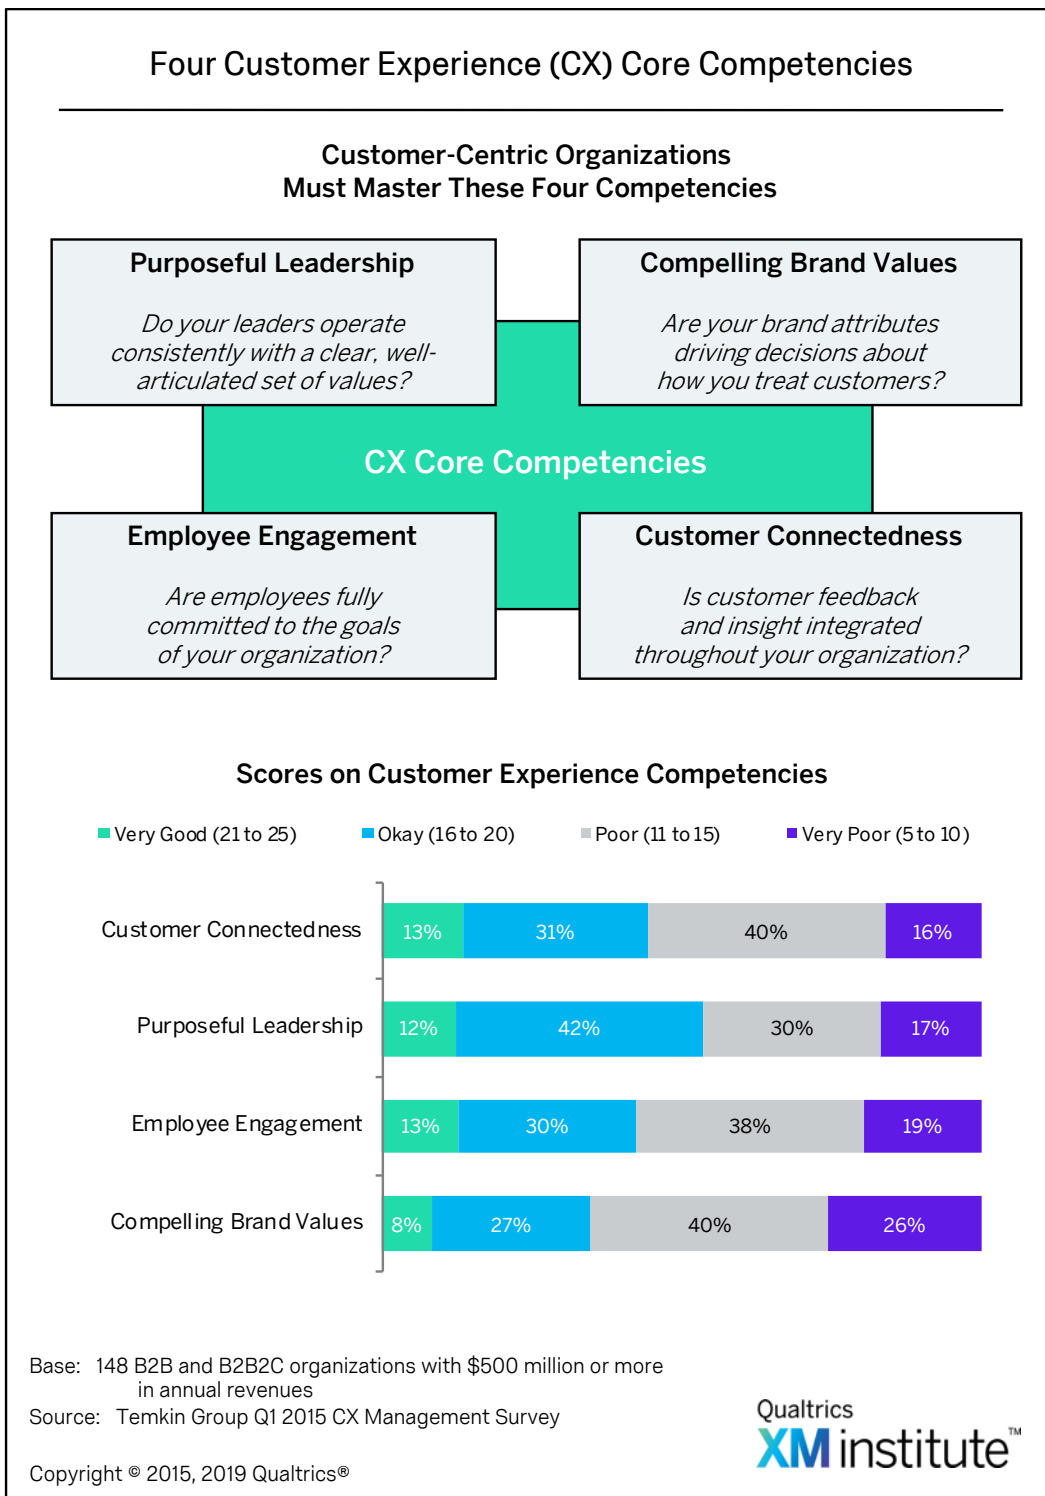 Four Customer Experience (CX) Core Competencies
Customer-Centric Organizations
Must Master These Four Competencies
Purposeful Leadership
Do your leaders operate
consistently with a clear, well-
articulated set of values?
Compelling Brand Values
Are your brand attributes
driving decisions about
how you treat customers?
CX Core Competencies
Employee Engagement
Are employees fully
committed to the goals
of your organization?
Customer Connectedness
Is customer feedback
and insight integrated
throughout your organization?
Scores on Customer Experience Competencies
Very Good (21 to 25) Okay (16 to 20) Poor (11 to 15) Very Poor (5 to 10)
Customer Connectedness 13% 31% 40% 16%
Purposeful Leadership 12% 42% 30% 17%
Employee Engagement 13% 30% 38% 19%
Compelling Brand Values 8% 27% 40% 26%
Base: 148 B2B and B2B2C organizations with $500 million or more
in annual revenues
Source: Temkin Group Q1 2015 CX Management Survey
Copyright © 2015, 2019 Qualtrics®
Qualtrics
XM institute™